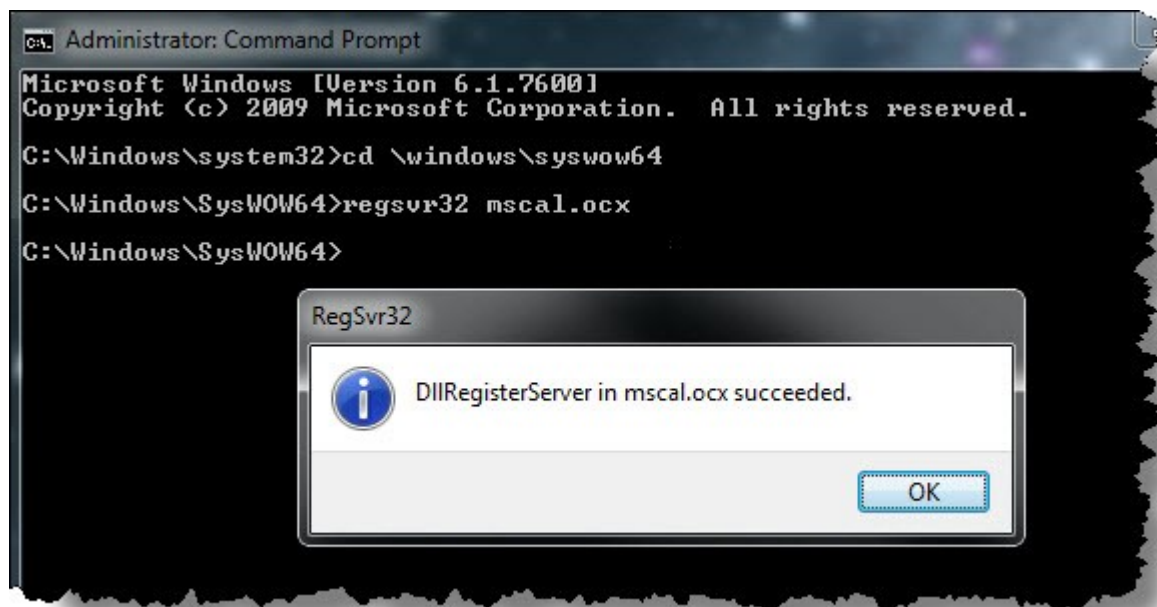 Administrator: Command Prompt
Microsoft Windows [Version 6.1.7600]
Copyright (c) 2009 Microsoft Corporation.  All rights reserved.
C:\Windows\system32>cd \windows\syswow64
C:\Windows\SysWOW64>regsvr32 mscal.ocx
C:\Windows\SysWOW64>
RegSvr32
DllRegisterServer in mscal.ocx succeeded.
OK